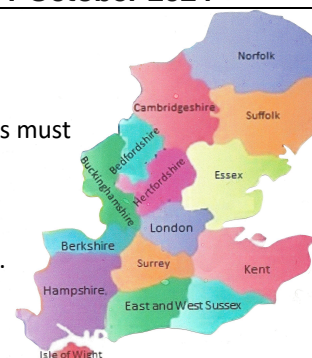 October 2024
Norfolk
Cambridgeshire
Suffolk
s must
Bedfordshire
Buckinghamshire
Hertfordshire
Essex
London
Berkshire
.
Surrey
Kent
Hampshire,
East and West Sussex
Isle of Wight